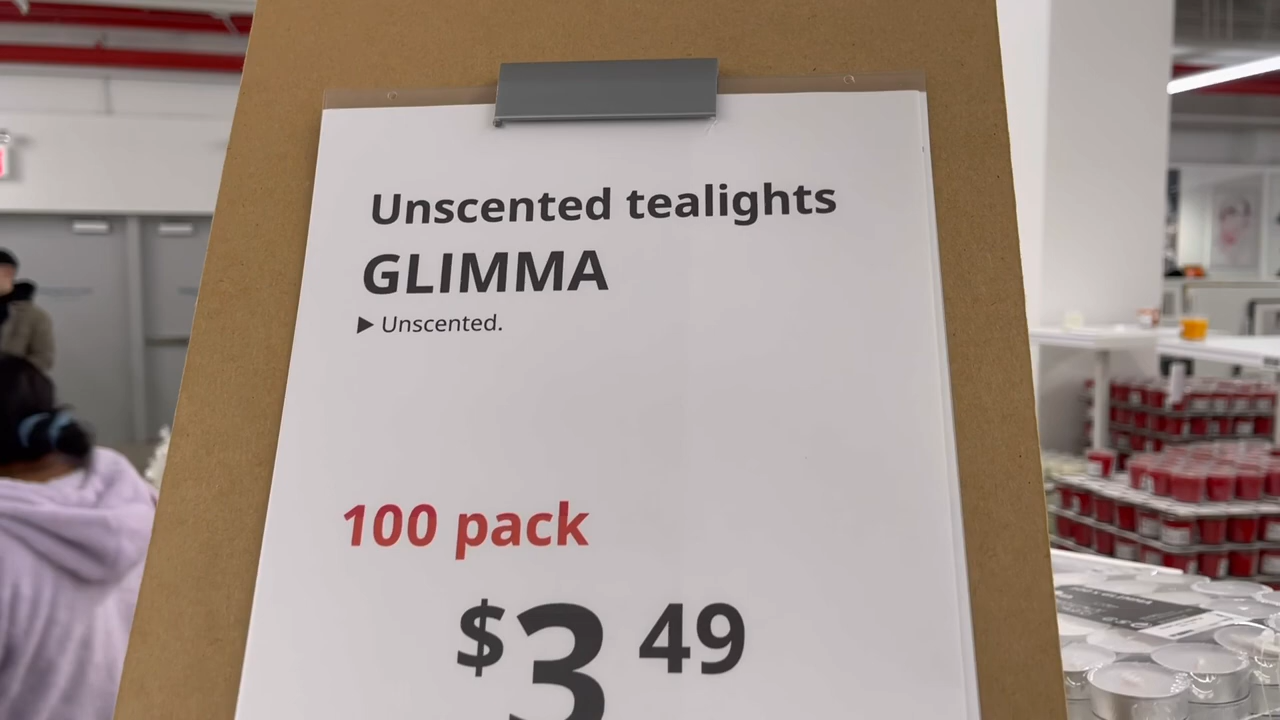 Unscented tealights
GLIMMA
▶ Unscented.
100 pack
$3 49